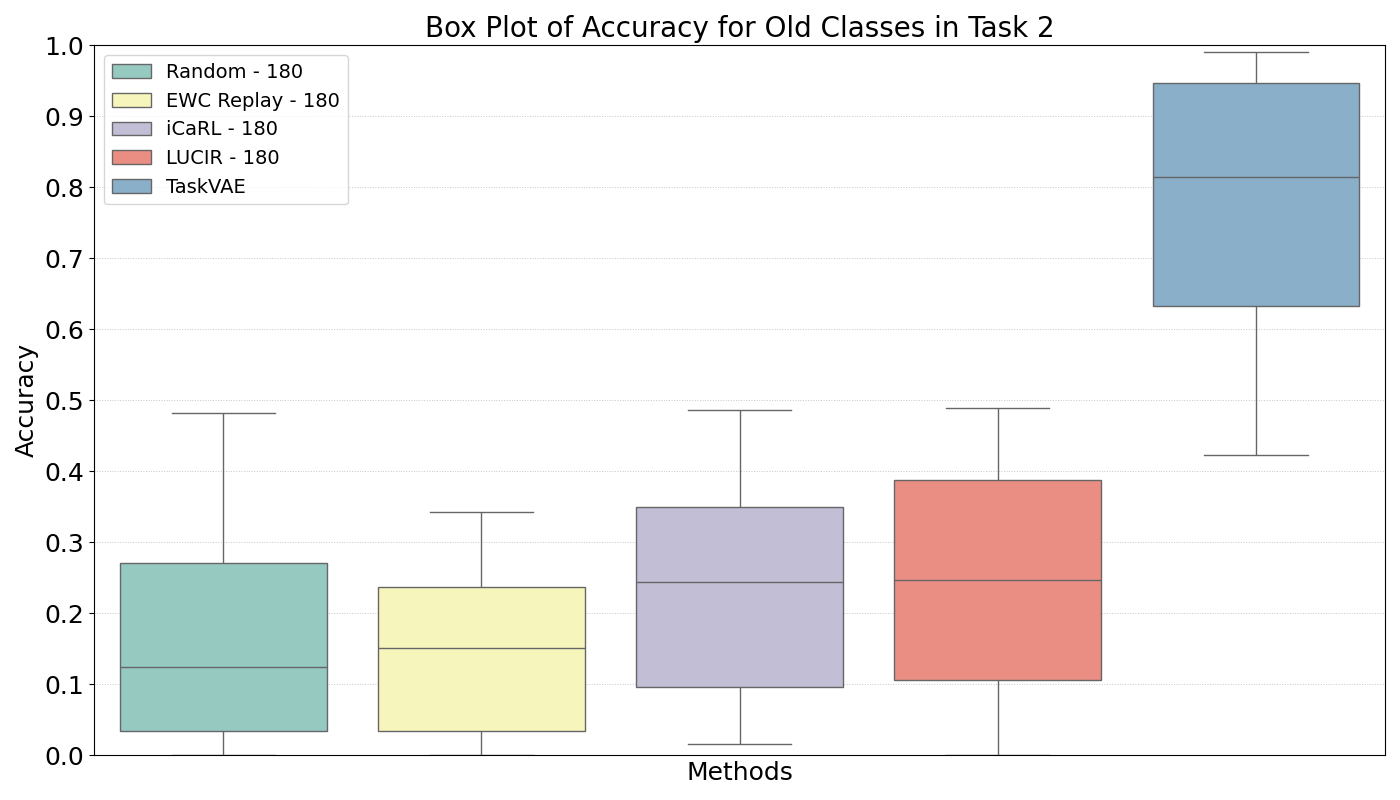 Box Plot of Accuracy for Old Classes in Task 2
1.0
0.9
0.8
0.7
0.6
0.5
0.4
0.3
0.2
0.1
0.0
Accuracy
Random - 180
EWC Replay - 180
iCaRL - 180
LUCIR - 180
TaskVAE
Methods